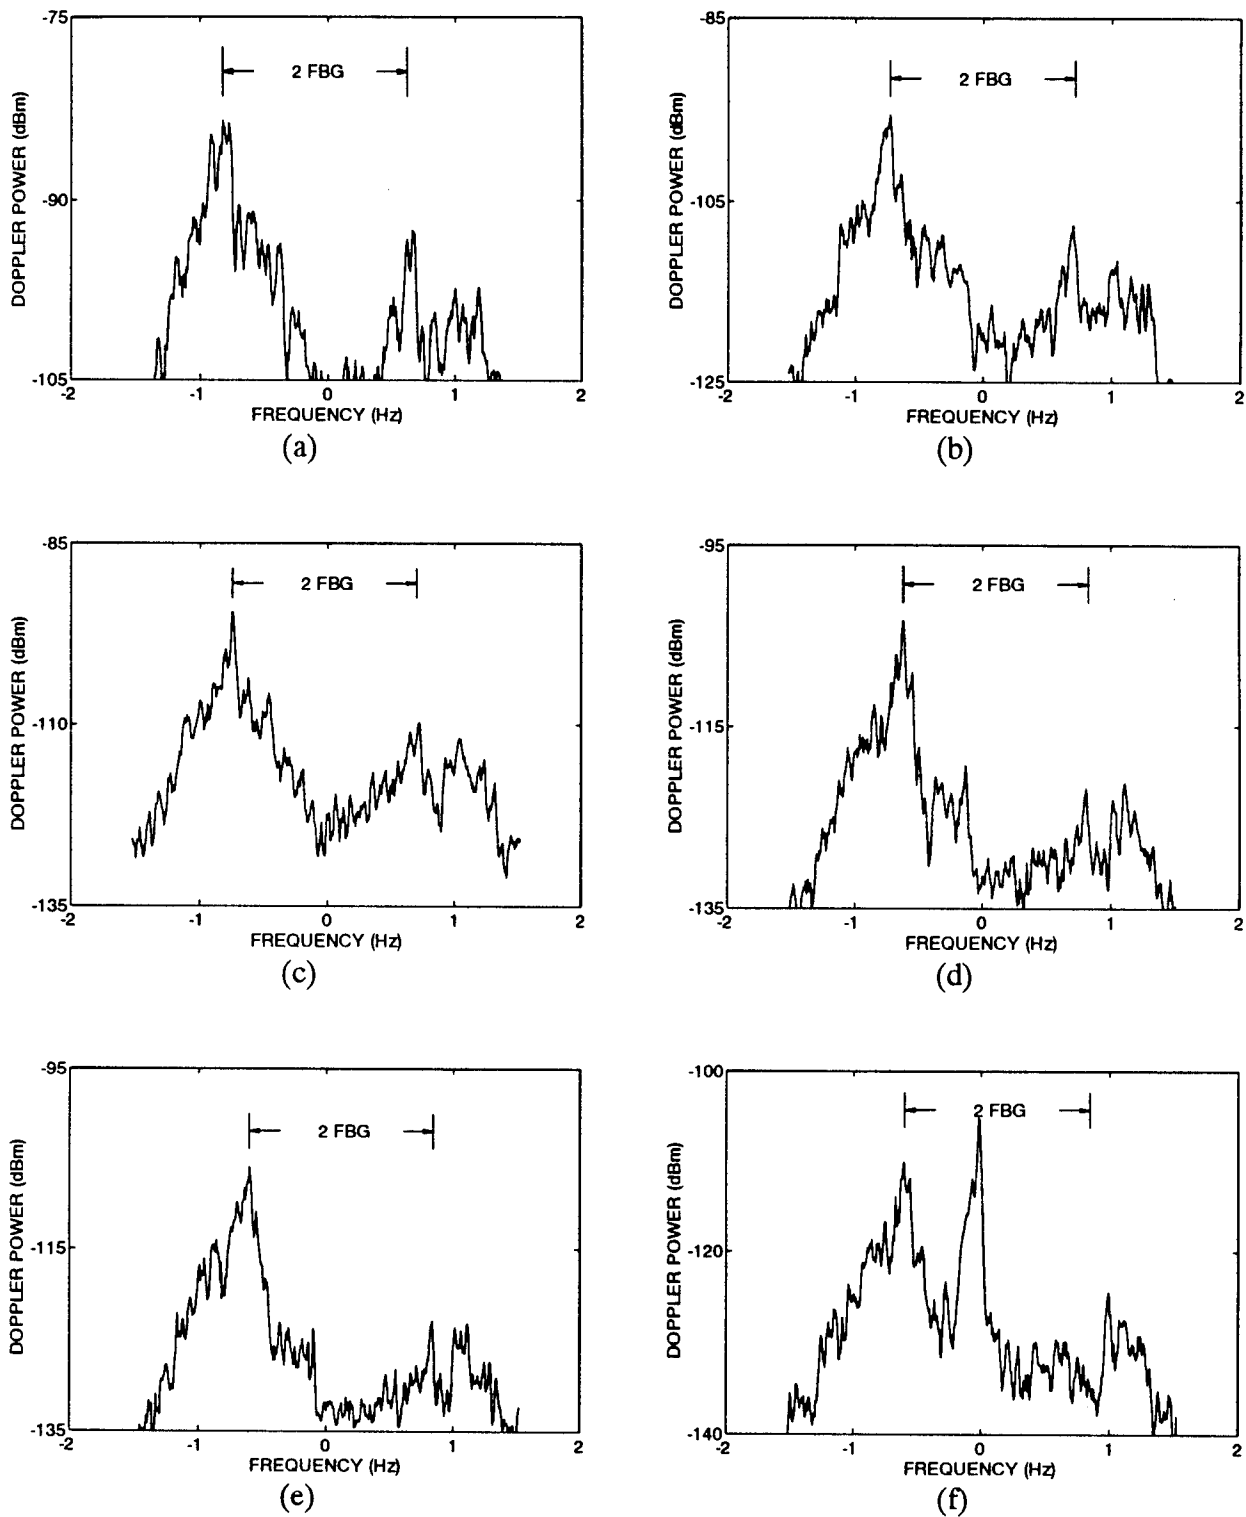 -75
2 FBG
DOPPLER POWER (dBm)
-90
-105
-2 -1 0 1 2
FREQUENCY (Hz)
(a)
-85
2 FBG
DOPPLER POWER (dBm)
-105
-125
-2 -1 0 1 2
FREQUENCY (Hz)
(b)
-85
2 FBG
DOPPLER POWER (dBm)
-110
-135
-2 -1 0 1 2
FREQUENCY (Hz)
(c)
-95
2 FBG
DOPPLER POWER (dBm)
-115
-135
-2 -1 0 1 2
FREQUENCY (Hz)
(d)
-95
2 FBG
DOPPLER POWER (dBm)
-115
-135
-2 -1 0 1 2
FREQUENCY (Hz)
(e)
-100
2 FBG
DOPPLER POWER (dBm)
-120
-140
-2 -1 0 1 2
FREQUENCY (Hz)
(f)